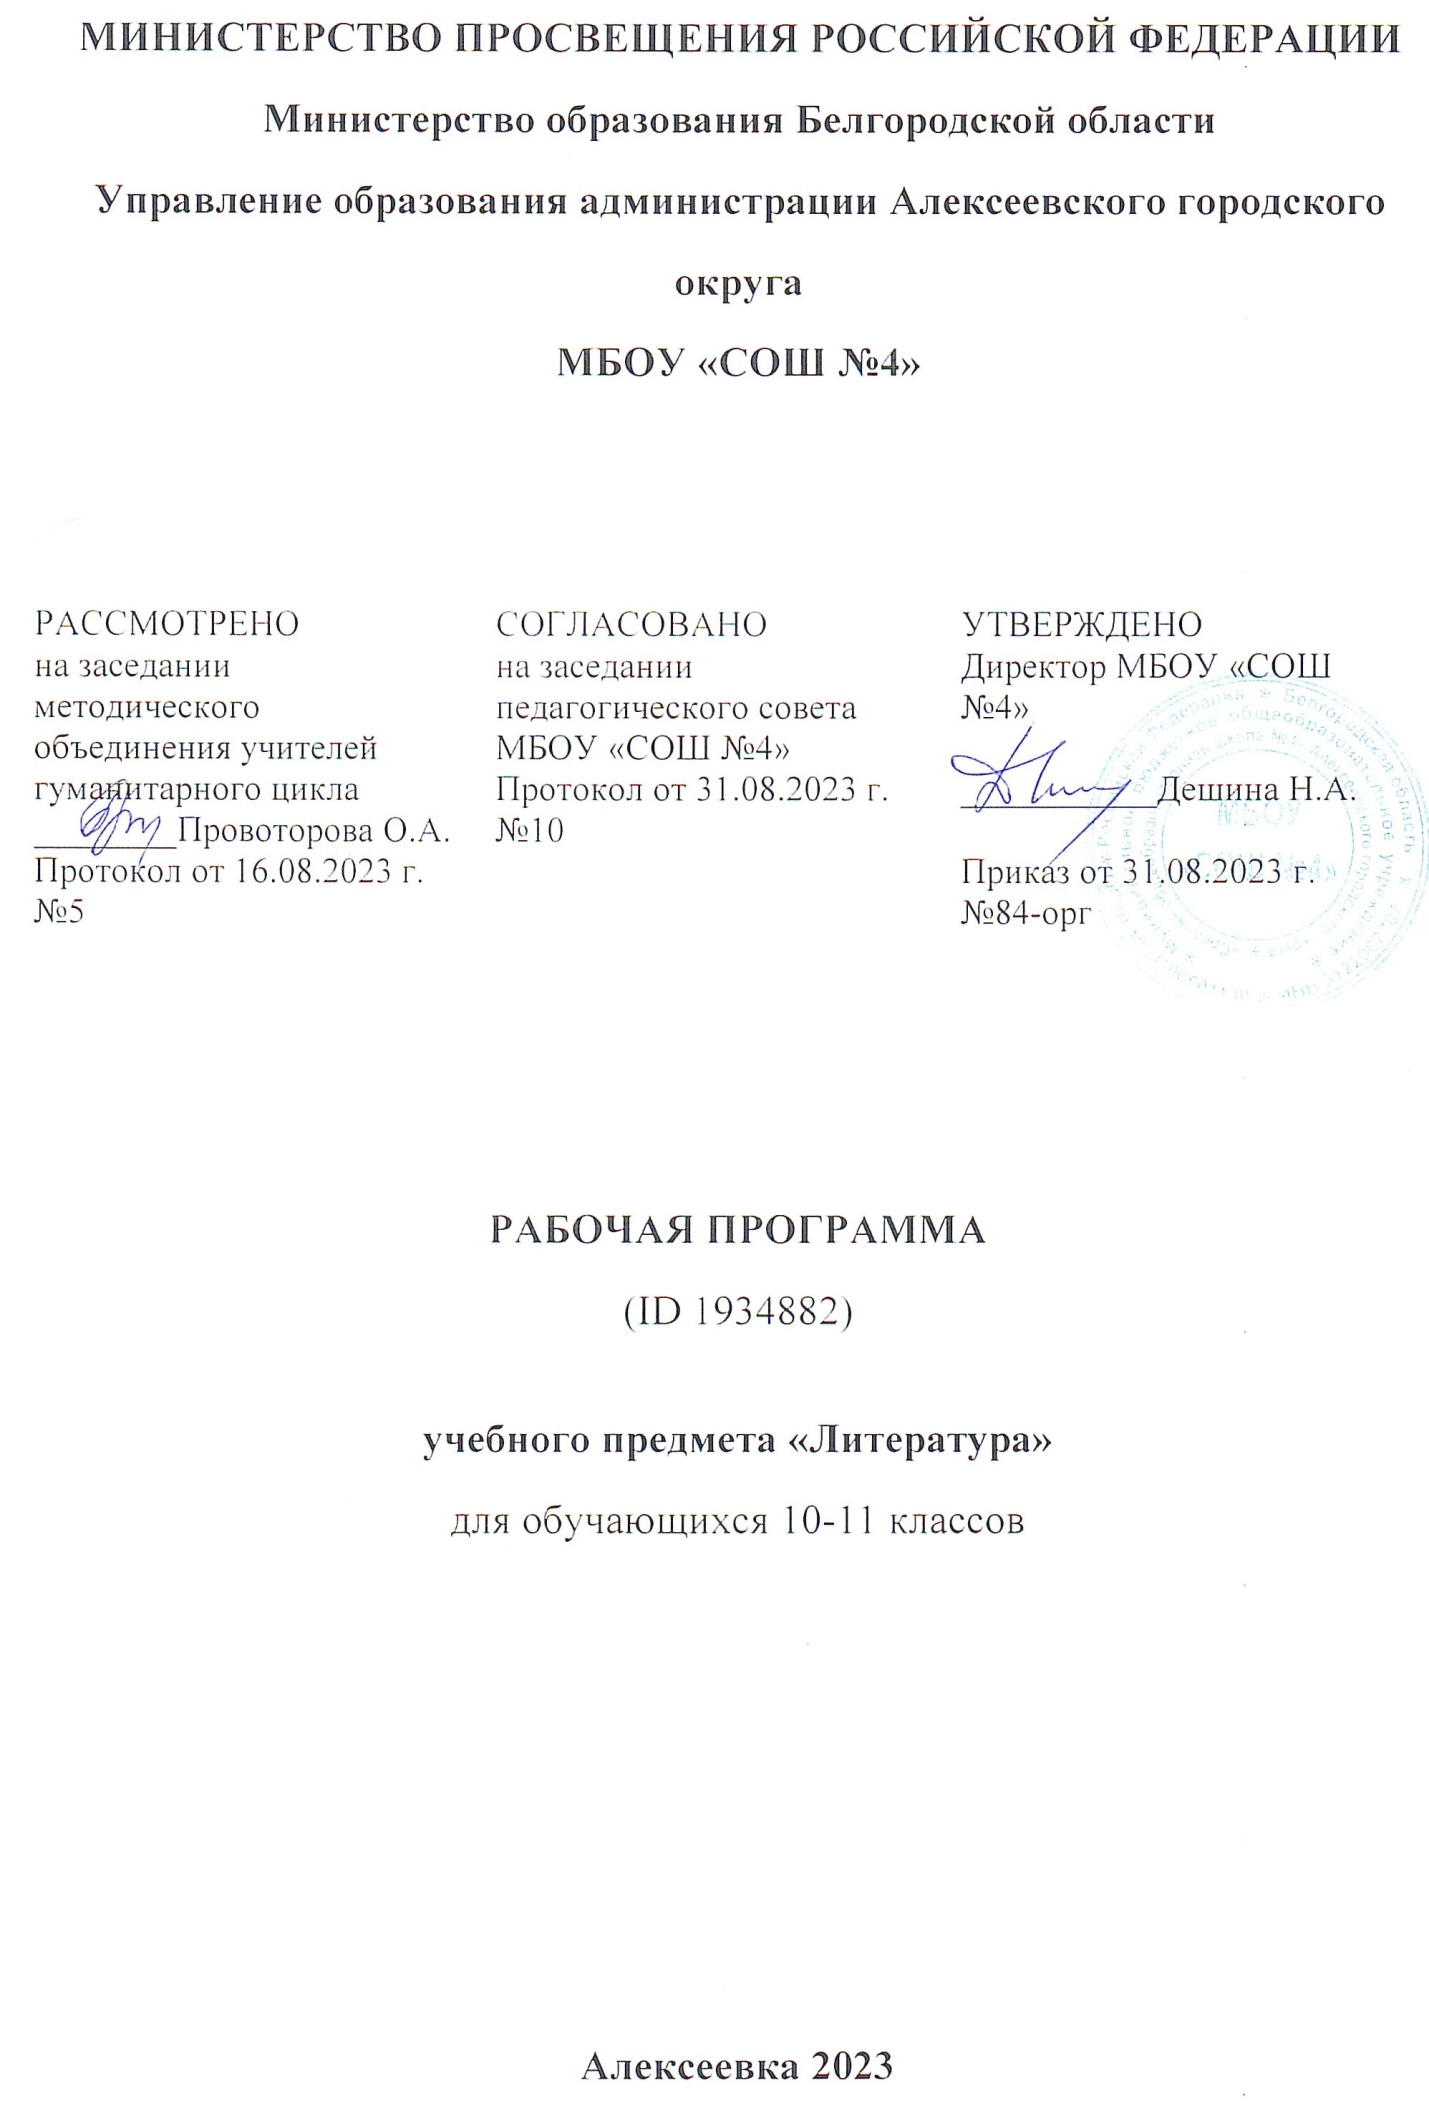 МИНИСТЕРСТВО ПРОСВЕЩЕНИЯ РОССИЙСКОЙ ФЕДЕРАЦИИ
Министерство образования Белгородской области
Управление образования администрации Алексеевского городского
округа
МБОУ «СОШ №4»
РАССМОТРЕНО
на заседании
методического
объединения учителей
гуманитарного цикла
________Провоторова О.А.
Протокол от 16.08.2023 г.
№5
СОГЛАСОВАНО
на заседании
педагогического совета
МБОУ «СОШ №4»
Протокол от 31.08.2023 г.
№10
УТВЕРЖДЕНО
Директор МБОУ «СОШ
№4»
___________Дешина Н.А.
Приказ от 31.08.2023 г.
№84-орг
МБОУ
РАБОЧАЯ ПРОГРАММА
(ID 1934882)
учебного предмета «Литература»
для обучающихся 10-11 классов
Алексеевка 2023